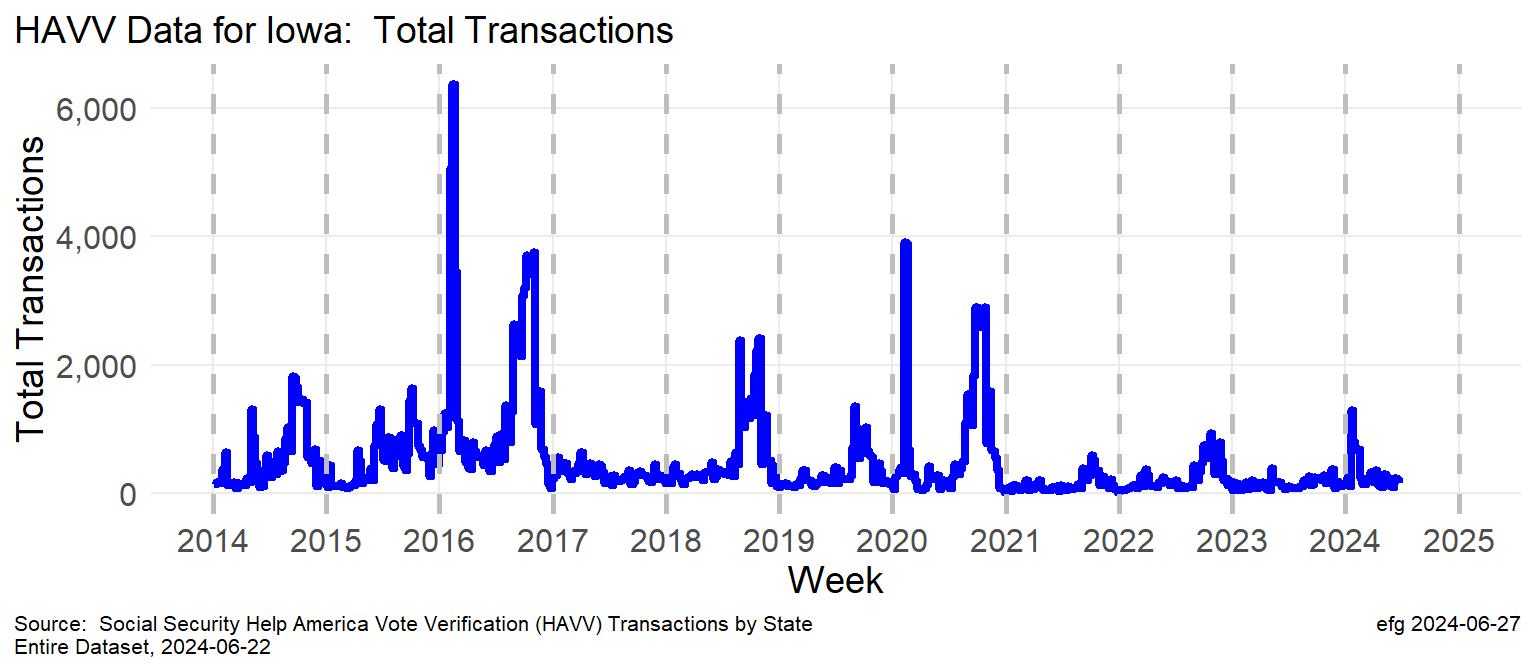 HAVV Data for Iowa:  Total Transactions
Total Transactions
6,000
4,000
2,000
0
2014 2015 2016 2017 2018 2019 2020 2021 2022 2023 2024 2025
Week
Source:  Social Security Help America Vote Verification (HAVV) Transactions by State
Entire Dataset, 2024-06-22
efg 2024-06-27